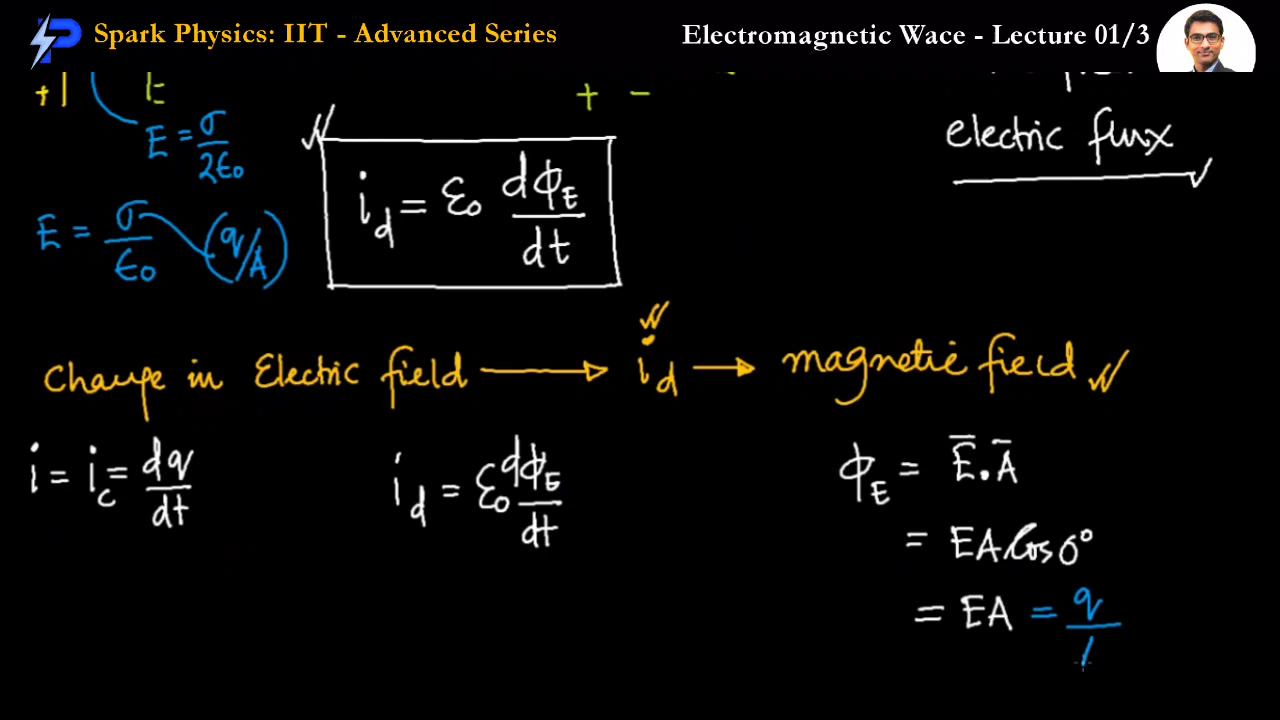 Spark Physics: IIT - Advanced Series
Electromagnetic Wace - Lecture 01/3
+ -
E = σ/2ε₀
electric flux
i_d = ε₀ dϕ_E/dt
E = σ/ε₀ (q/A)
Change in Electric field → i_d → magnetic field
i = i_c = dq/dt
i_d = ε₀ dϕ_E/dt
ϕ_E = E̅.A̅
= EA Cos 0°
= EA = q/